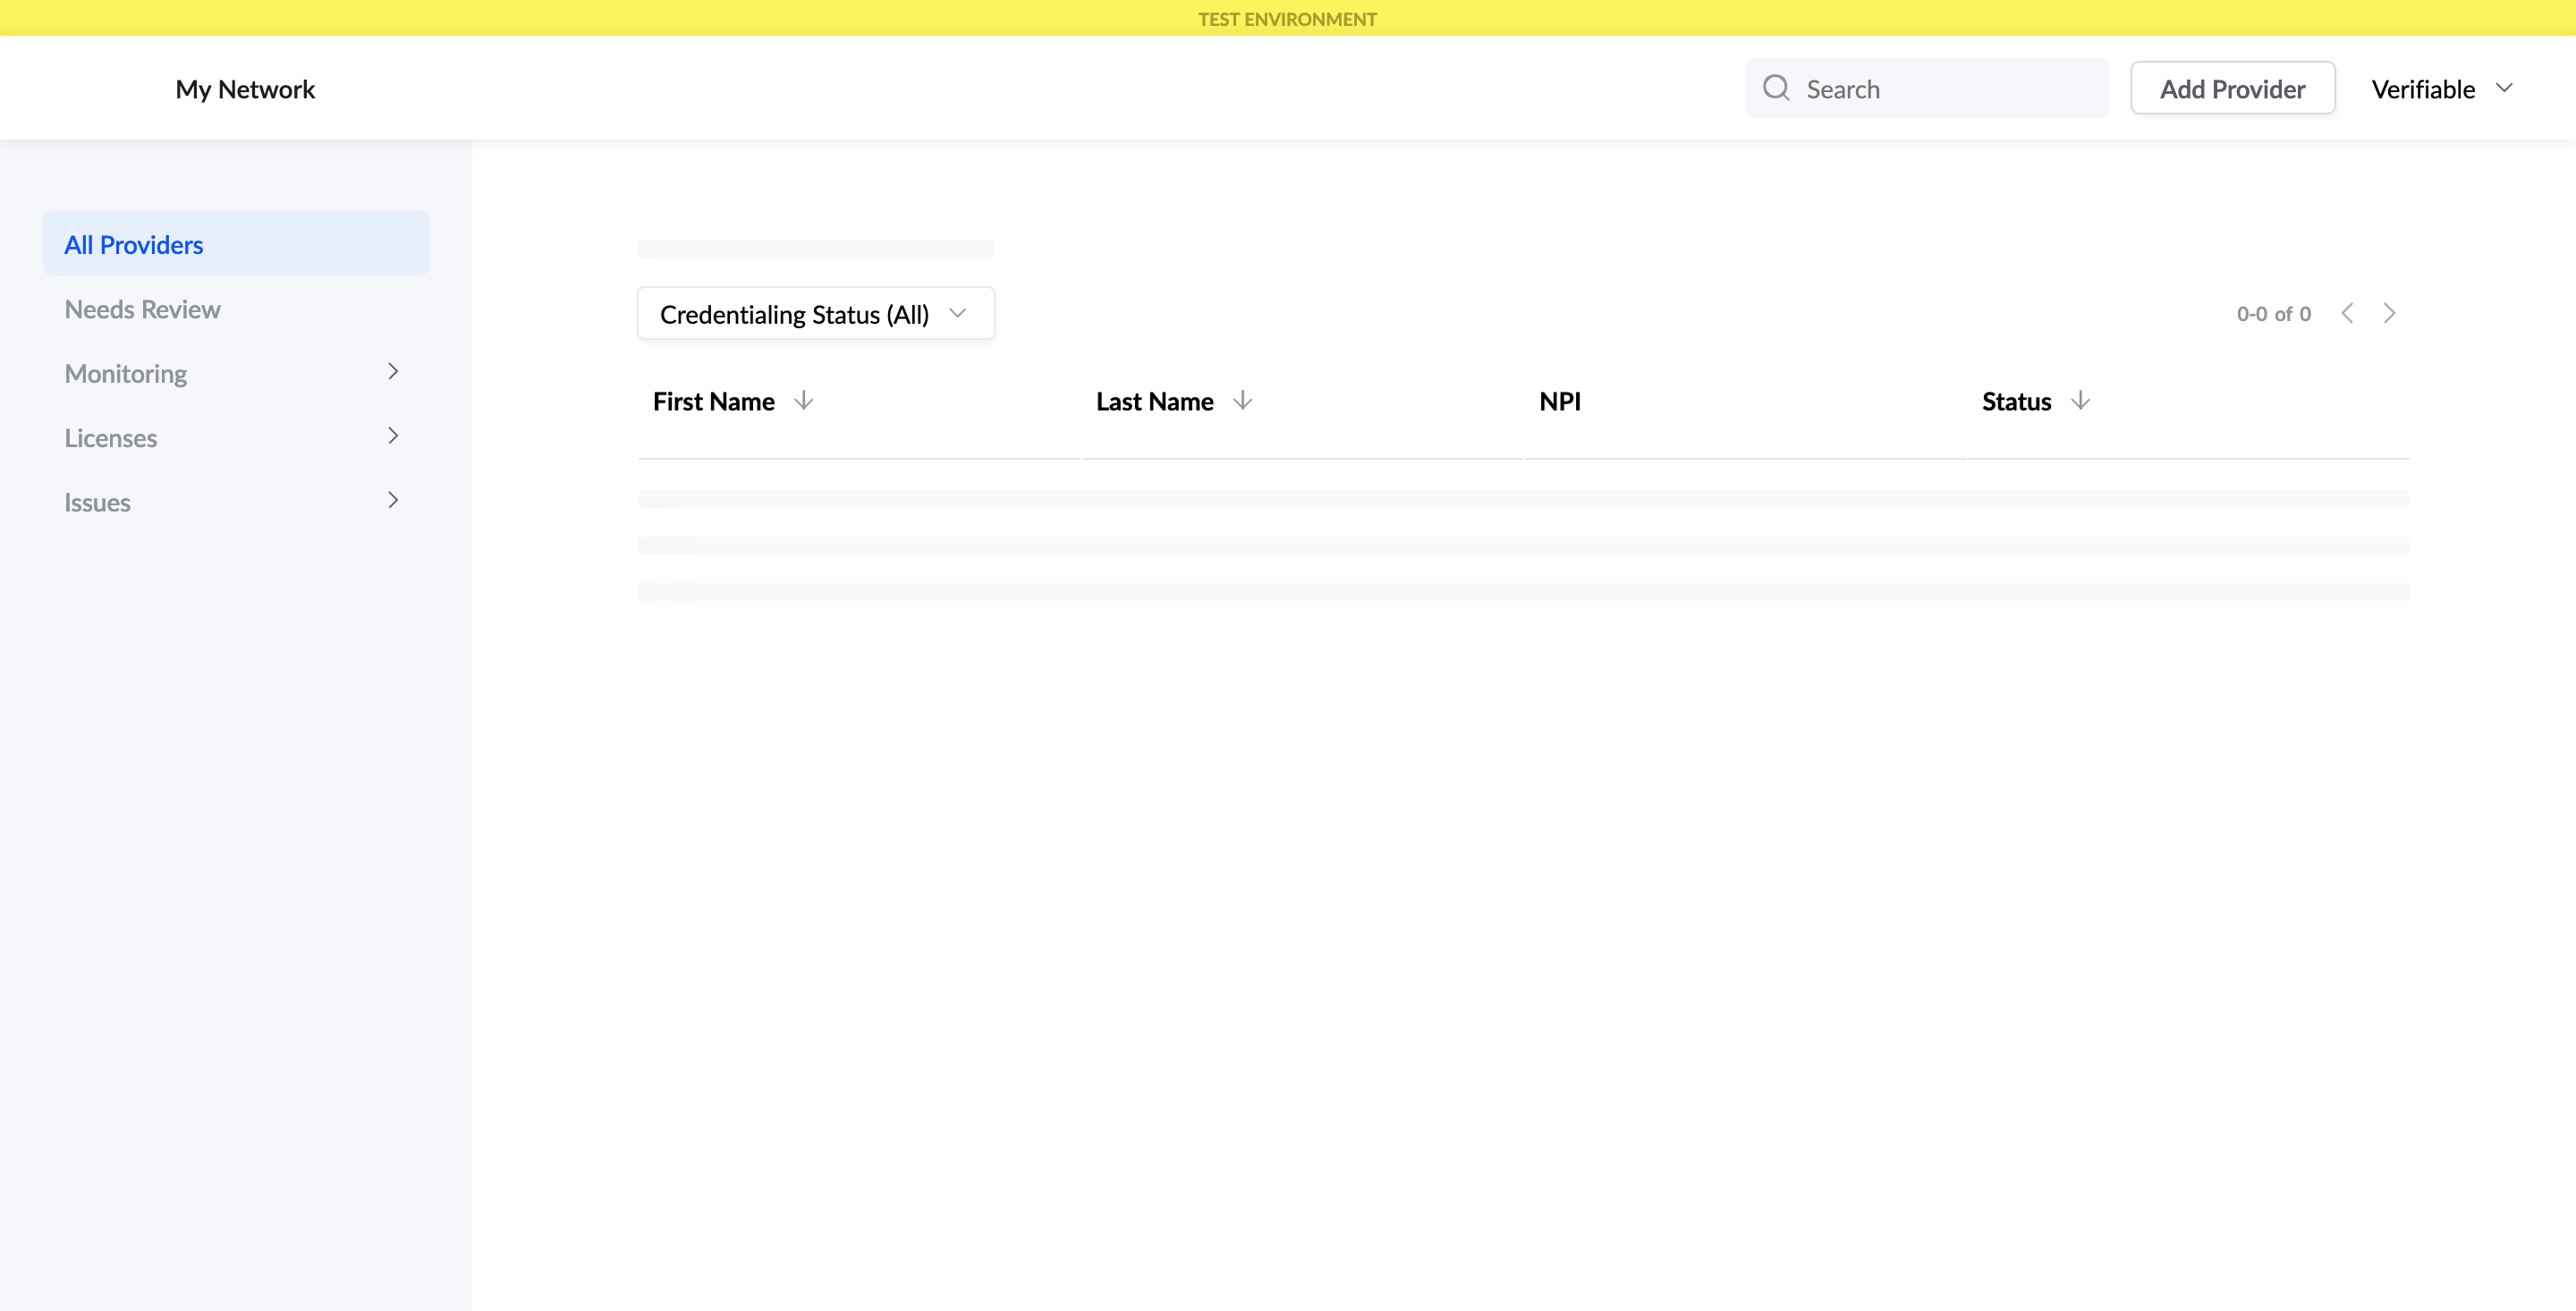 TEST ENVIRONMENT
My Network
Search
Add Provider
Verifiable
All Providers
Needs Review
Monitoring
Licenses
Issues
Credentialing Status (All)
0-0 of 0
First Name
Last Name
NPI
Status